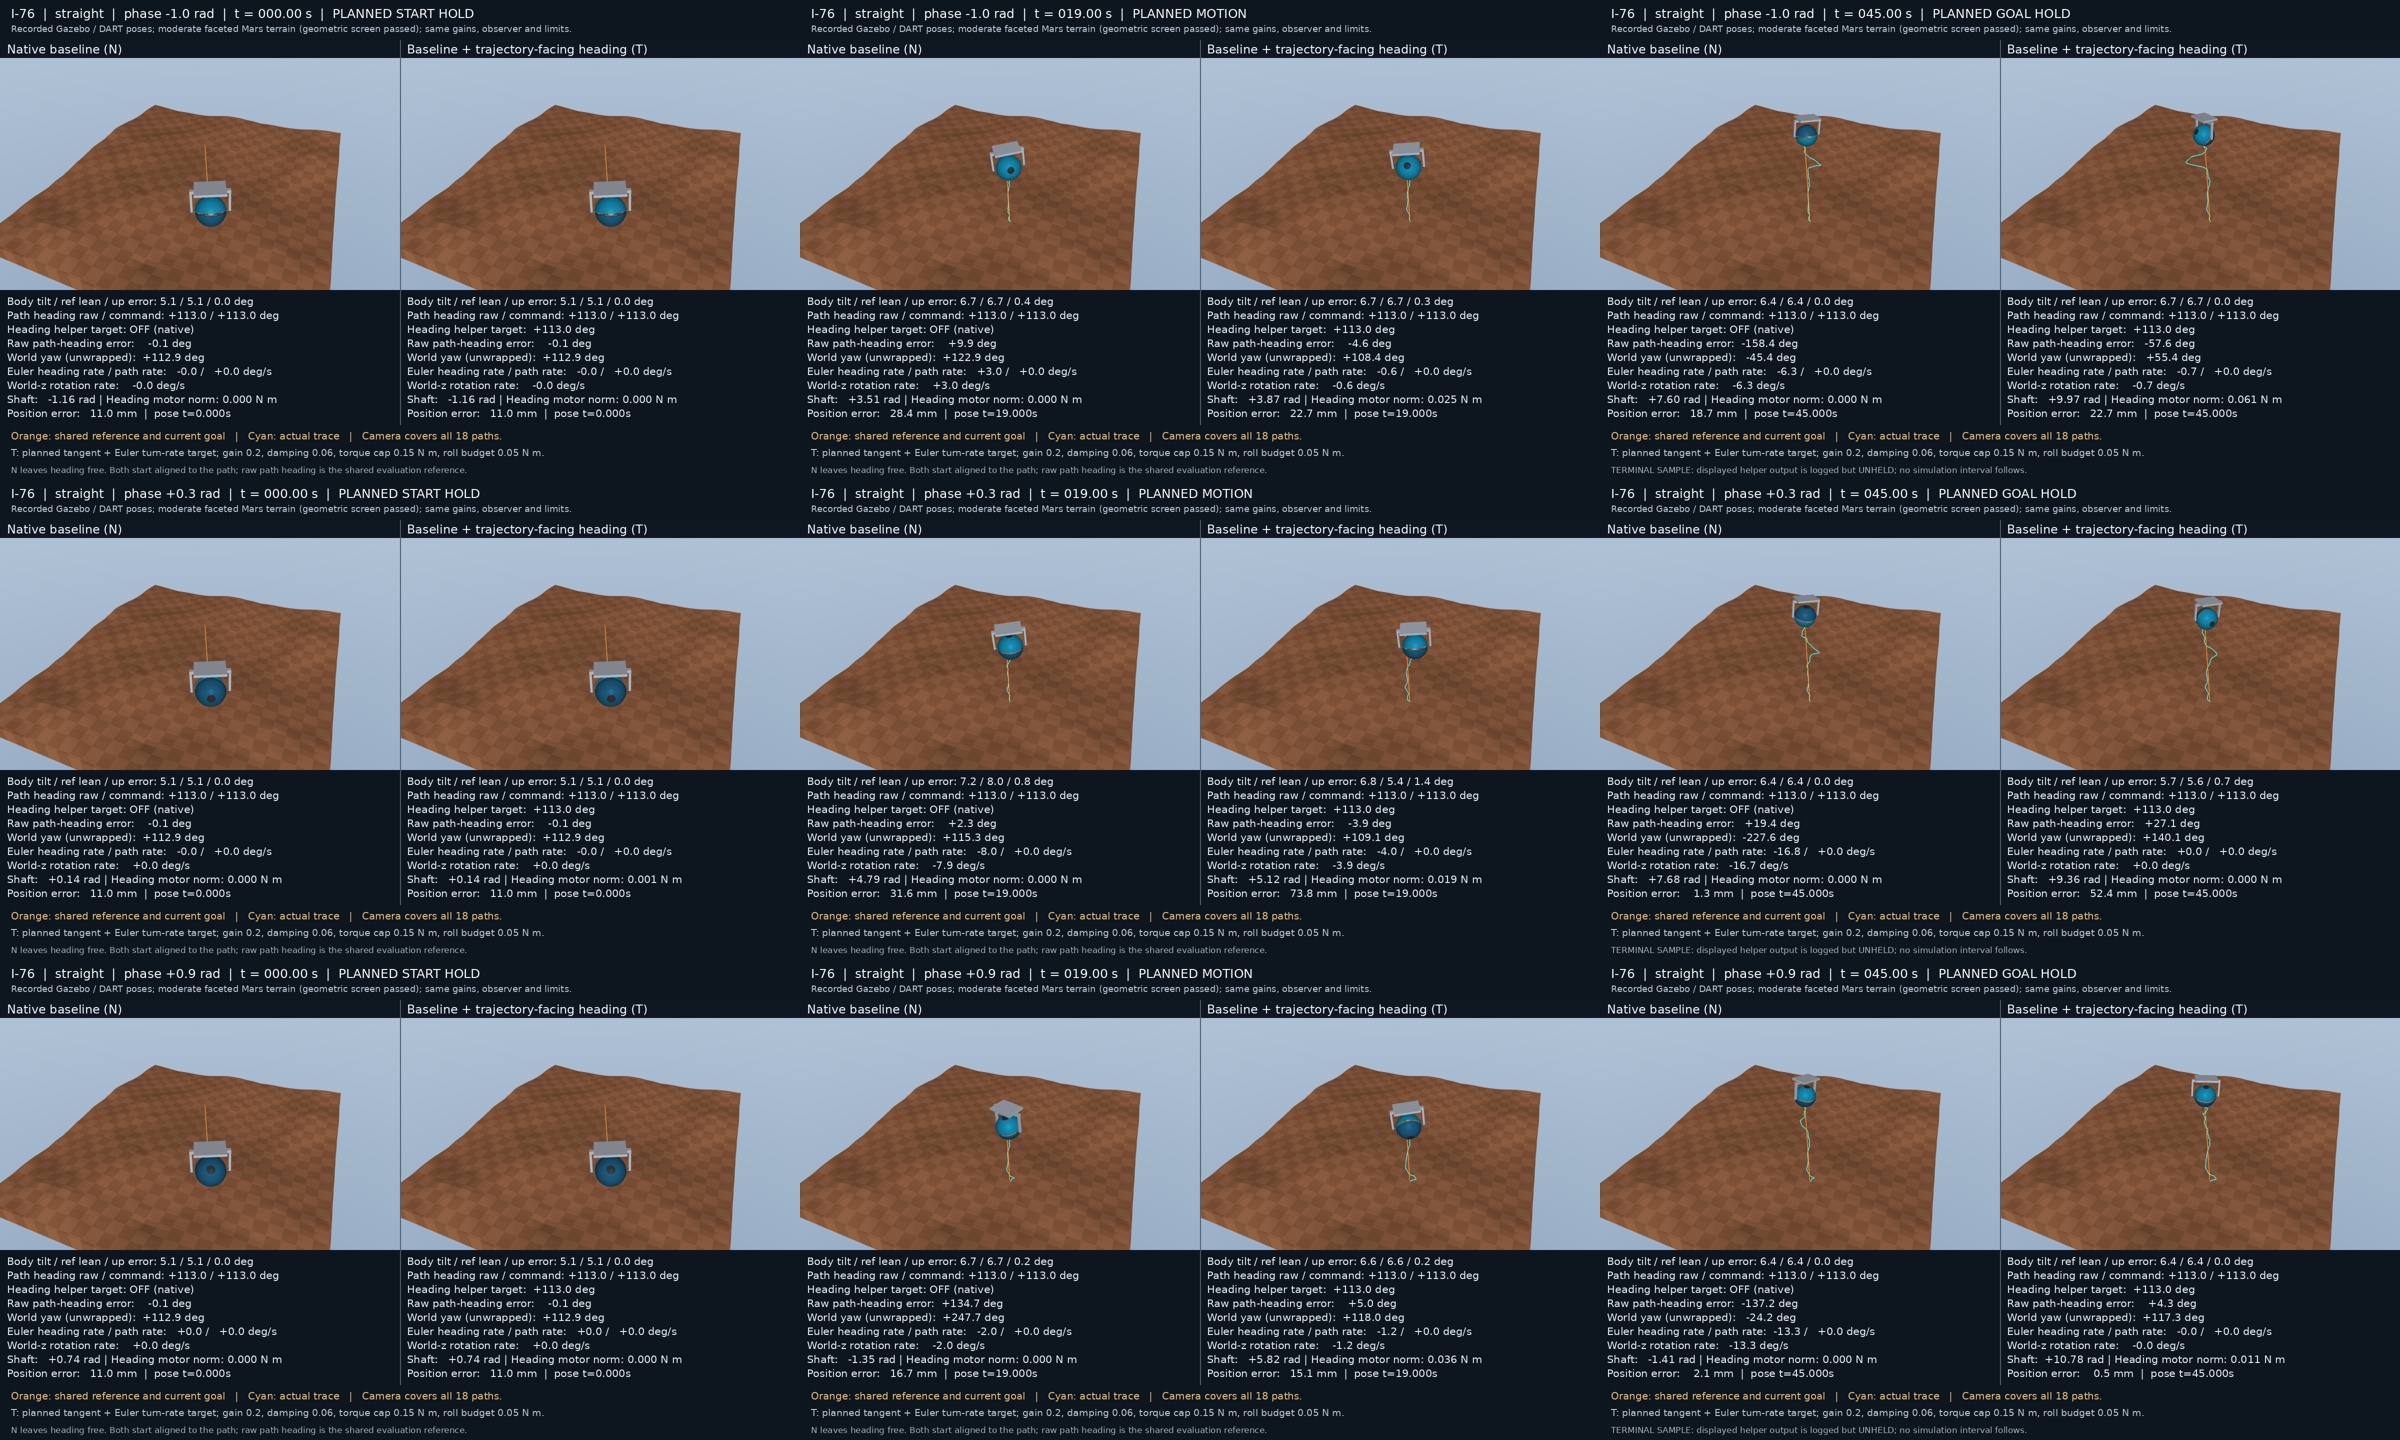 I-76 | straight | phase -1.0 rad | t = 000.00 s | PLANNED START HOLD
Recorded Gazebo / DART poses; moderate faceted Mars terrain (geometric screen passed); same gains, observer and limits.
Native baseline (N)
Baseline + trajectory-facing heading (T)
Body tilt / ref lean / up error: 5.1 / 5.1 / 0.0 deg
Path heading raw / command: +113.0 / +113.0 deg
Heading helper target: OFF (native)
Raw path-heading error: -0.1 deg
World yaw (unwrapped): +112.9 deg
Euler heading rate / path rate: -0.0 / +0.0 deg/s
World-z rotation rate: -0.0 deg/s
Shaft: -1.16 rad | Heading motor norm: 0.000 N m
Position error: 11.0 mm | pose t=0.000s
Body tilt / ref lean / up error: 5.1 / 5.1 / 0.0 deg
Path heading raw / command: +113.0 / +113.0 deg
Heading helper target: +113.0 deg
Raw path-heading error: -0.1 deg
World yaw (unwrapped): +112.9 deg
Euler heading rate / path rate: -0.0 / +0.0 deg/s
World-z rotation rate: -0.0 deg/s
Shaft: -1.16 rad | Heading motor norm: 0.000 N m
Position error: 11.0 mm | pose t=0.000s
Orange: shared reference and current goal | Cyan: actual trace | Camera covers all 18 paths.
T: planned tangent + Euler turn-rate target; gain 0.2, damping 0.06, torque cap 0.15 N m, roll budget 0.05 N m.
N leaves heading free. Both start aligned to the path; raw path heading is the shared evaluation reference.
I-76 | straight | phase -1.0 rad | t = 019.00 s | PLANNED MOTION
Recorded Gazebo / DART poses; moderate faceted Mars terrain (geometric screen passed); same gains, observer and limits.
Native baseline (N)
Baseline + trajectory-facing heading (T)
Body tilt / ref lean / up error: 6.7 / 6.7 / 0.4 deg
Path heading raw / command: +113.0 / +113.0 deg
Heading helper target: OFF (native)
Raw path-heading error: +9.9 deg
World yaw (unwrapped): +122.9 deg
Euler heading rate / path rate: +3.0 / +0.0 deg/s
World-z rotation rate: +3.0 deg/s
Shaft: +3.51 rad | Heading motor norm: 0.000 N m
Position error: 28.4 mm | pose t=19.000s
Body tilt / ref lean / up error: 6.7 / 6.7 / 0.3 deg
Path heading raw / command: +113.0 / +113.0 deg
Heading helper target: +113.0 deg
Raw path-heading error: -4.6 deg
World yaw (unwrapped): +108.4 deg
Euler heading rate / path rate: -0.6 / +0.0 deg/s
World-z rotation rate: -0.6 deg/s
Shaft: +3.87 rad | Heading motor norm: 0.025 N m
Position error: 22.7 mm | pose t=19.000s
Orange: shared reference and current goal | Cyan: actual trace | Camera covers all 18 paths.
T: planned tangent + Euler turn-rate target; gain 0.2, damping 0.06, torque cap 0.15 N m, roll budget 0.05 N m.
N leaves heading free. Both start aligned to the path; raw path heading is the shared evaluation reference.
I-76 | straight | phase -1.0 rad | t = 045.00 s | PLANNED GOAL HOLD
Recorded Gazebo / DART poses; moderate faceted Mars terrain (geometric screen passed); same gains, observer and limits.
Native baseline (N)
Baseline + trajectory-facing heading (T)
Body tilt / ref lean / up error: 6.4 / 6.4 / 0.0 deg
Path heading raw / command: +113.0 / +113.0 deg
Heading helper target: OFF (native)
Raw path-heading error: -158.4 deg
World yaw (unwrapped): -45.4 deg
Euler heading rate / path rate: -6.3 / +0.0 deg/s
World-z rotation rate: -6.3 deg/s
Shaft: +7.60 rad | Heading motor norm: 0.000 N m
Position error: 18.7 mm | pose t=45.000s
Body tilt / ref lean / up error: 6.7 / 6.7 / 0.0 deg
Path heading raw / command: +113.0 / +113.0 deg
Heading helper target: +113.0 deg
Raw path-heading error: -57.6 deg
World yaw (unwrapped): +55.4 deg
Euler heading rate / path rate: -0.7 / +0.0 deg/s
World-z rotation rate: -0.7 deg/s
Shaft: +9.97 rad | Heading motor norm: 0.061 N m
Position error: 22.7 mm | pose t=45.000s
Orange: shared reference and current goal | Cyan: actual trace | Camera covers all 18 paths.
T: planned tangent + Euler turn-rate target; gain 0.2, damping 0.06, torque cap 0.15 N m, roll budget 0.05 N m.
TERMINAL SAMPLE: displayed helper output is logged but UNHELD; no simulation interval follows.
I-76 | straight | phase +0.3 rad | t = 000.00 s | PLANNED START HOLD
Recorded Gazebo / DART poses; moderate faceted Mars terrain (geometric screen passed); same gains, observer and limits.
Native baseline (N)
Baseline + trajectory-facing heading (T)
Body tilt / ref lean / up error: 5.1 / 5.1 / 0.0 deg
Path heading raw / command: +113.0 / +113.0 deg
Heading helper target: OFF (native)
Raw path-heading error: -0.1 deg
World yaw (unwrapped): +112.9 deg
Euler heading rate / path rate: -0.0 / +0.0 deg/s
World-z rotation rate: +0.0 deg/s
Shaft: +0.14 rad | Heading motor norm: 0.000 N m
Position error: 11.0 mm | pose t=0.000s
Body tilt / ref lean / up error: 5.1 / 5.1 / 0.0 deg
Path heading raw / command: +113.0 / +113.0 deg
Heading helper target: +113.0 deg
Raw path-heading error: -0.1 deg
World yaw (unwrapped): +112.9 deg
Euler heading rate / path rate: -0.0 / +0.0 deg/s
World-z rotation rate: +0.0 deg/s
Shaft: +0.14 rad | Heading motor norm: 0.001 N m
Position error: 11.0 mm | pose t=0.000s
Orange: shared reference and current goal | Cyan: actual trace | Camera covers all 18 paths.
T: planned tangent + Euler turn-rate target; gain 0.2, damping 0.06, torque cap 0.15 N m, roll budget 0.05 N m.
N leaves heading free. Both start aligned to the path; raw path heading is the shared evaluation reference.
I-76 | straight | phase +0.3 rad | t = 019.00 s | PLANNED MOTION
Recorded Gazebo / DART poses; moderate faceted Mars terrain (geometric screen passed); same gains, observer and limits.
Native baseline (N)
Baseline + trajectory-facing heading (T)
Body tilt / ref lean / up error: 7.2 / 8.0 / 0.8 deg
Path heading raw / command: +113.0 / +113.0 deg
Heading helper target: OFF (native)
Raw path-heading error: +2.3 deg
World yaw (unwrapped): +115.3 deg
Euler heading rate / path rate: -8.0 / +0.0 deg/s
World-z rotation rate: -7.9 deg/s
Shaft: +4.79 rad | Heading motor norm: 0.000 N m
Position error: 31.6 mm | pose t=19.000s
Body tilt / ref lean / up error: 6.8 / 5.4 / 1.4 deg
Path heading raw / command: +113.0 / +113.0 deg
Heading helper target: +113.0 deg
Raw path-heading error: -3.9 deg
World yaw (unwrapped): +109.1 deg
Euler heading rate / path rate: -4.0 / +0.0 deg/s
World-z rotation rate: -3.9 deg/s
Shaft: +5.12 rad | Heading motor norm: 0.019 N m
Position error: 73.8 mm | pose t=19.000s
Orange: shared reference and current goal | Cyan: actual trace | Camera covers all 18 paths.
T: planned tangent + Euler turn-rate target; gain 0.2, damping 0.06, torque cap 0.15 N m, roll budget 0.05 N m.
N leaves heading free. Both start aligned to the path; raw path heading is the shared evaluation reference.
I-76 | straight | phase +0.3 rad | t = 045.00 s | PLANNED GOAL HOLD
Recorded Gazebo / DART poses; moderate faceted Mars terrain (geometric screen passed); same gains, observer and limits.
Native baseline (N)
Baseline + trajectory-facing heading (T)
Body tilt / ref lean / up error: 6.4 / 6.4 / 0.0 deg
Path heading raw / command: +113.0 / +113.0 deg
Heading helper target: OFF (native)
Raw path-heading error: +19.4 deg
World yaw (unwrapped): -227.6 deg
Euler heading rate / path rate: -16.8 / +0.0 deg/s
World-z rotation rate: -16.7 deg/s
Shaft: +7.68 rad | Heading motor norm: 0.000 N m
Position error: 1.3 mm | pose t=45.000s
Body tilt / ref lean / up error: 5.7 / 5.6 / 0.7 deg
Path heading raw / command: +113.0 / +113.0 deg
Heading helper target: +113.0 deg
Raw path-heading error: +27.1 deg
World yaw (unwrapped): +140.1 deg
Euler heading rate / path rate: +0.0 / +0.0 deg/s
World-z rotation rate: +0.0 deg/s
Shaft: +9.36 rad | Heading motor norm: 0.000 N m
Position error: 52.4 mm | pose t=45.000s
Orange: shared reference and current goal | Cyan: actual trace | Camera covers all 18 paths.
T: planned tangent + Euler turn-rate target; gain 0.2, damping 0.06, torque cap 0.15 N m, roll budget 0.05 N m.
TERMINAL SAMPLE: displayed helper output is logged but UNHELD; no simulation interval follows.
I-76 | straight | phase +0.9 rad | t = 000.00 s | PLANNED START HOLD
Recorded Gazebo / DART poses; moderate faceted Mars terrain (geometric screen passed); same gains, observer and limits.
Native baseline (N)
Baseline + trajectory-facing heading (T)
Body tilt / ref lean / up error: 5.1 / 5.1 / 0.0 deg
Path heading raw / command: +113.0 / +113.0 deg
Heading helper target: OFF (native)
Raw path-heading error: -0.1 deg
World yaw (unwrapped): +112.9 deg
Euler heading rate / path rate: +0.0 / +0.0 deg/s
World-z rotation rate: +0.0 deg/s
Shaft: +0.74 rad | Heading motor norm: 0.000 N m
Position error: 11.0 mm | pose t=0.000s
Body tilt / ref lean / up error: 5.1 / 5.1 / 0.0 deg
Path heading raw / command: +113.0 / +113.0 deg
Heading helper target: +113.0 deg
Raw path-heading error: -0.1 deg
World yaw (unwrapped): +112.9 deg
Euler heading rate / path rate: +0.0 / +0.0 deg/s
World-z rotation rate: +0.0 deg/s
Shaft: +0.74 rad | Heading motor norm: 0.000 N m
Position error: 11.0 mm | pose t=0.000s
Orange: shared reference and current goal | Cyan: actual trace | Camera covers all 18 paths.
T: planned tangent + Euler turn-rate target; gain 0.2, damping 0.06, torque cap 0.15 N m, roll budget 0.05 N m.
N leaves heading free. Both start aligned to the path; raw path heading is the shared evaluation reference.
I-76 | straight | phase +0.9 rad | t = 019.00 s | PLANNED MOTION
Recorded Gazebo / DART poses; moderate faceted Mars terrain (geometric screen passed); same gains, observer and limits.
Native baseline (N)
Baseline + trajectory-facing heading (T)
Body tilt / ref lean / up error: 6.7 / 6.7 / 0.2 deg
Path heading raw / command: +113.0 / +113.0 deg
Heading helper target: OFF (native)
Raw path-heading error: +134.7 deg
World yaw (unwrapped): +247.7 deg
Euler heading rate / path rate: -2.0 / +0.0 deg/s
World-z rotation rate: -2.0 deg/s
Shaft: -1.35 rad | Heading motor norm: 0.000 N m
Position error: 16.7 mm | pose t=19.000s
Body tilt / ref lean / up error: 6.6 / 6.6 / 0.2 deg
Path heading raw / command: +113.0 / +113.0 deg
Heading helper target: +113.0 deg
Raw path-heading error: +5.0 deg
World yaw (unwrapped): +118.0 deg
Euler heading rate / path rate: -1.2 / +0.0 deg/s
World-z rotation rate: -1.2 deg/s
Shaft: +5.82 rad | Heading motor norm: 0.036 N m
Position error: 15.1 mm | pose t=19.000s
Orange: shared reference and current goal | Cyan: actual trace | Camera covers all 18 paths.
T: planned tangent + Euler turn-rate target; gain 0.2, damping 0.06, torque cap 0.15 N m, roll budget 0.05 N m.
N leaves heading free. Both start aligned to the path; raw path heading is the shared evaluation reference.
I-76 | straight | phase +0.9 rad | t = 045.00 s | PLANNED GOAL HOLD
Recorded Gazebo / DART poses; moderate faceted Mars terrain (geometric screen passed); same gains, observer and limits.
Native baseline (N)
Baseline + trajectory-facing heading (T)
Body tilt / ref lean / up error: 6.4 / 6.4 / 0.0 deg
Path heading raw / command: +113.0 / +113.0 deg
Heading helper target: OFF (native)
Raw path-heading error: -137.2 deg
World yaw (unwrapped): -24.2 deg
Euler heading rate / path rate: -13.3 / +0.0 deg/s
World-z rotation rate: -13.3 deg/s
Shaft: -1.41 rad | Heading motor norm: 0.000 N m
Position error: 2.1 mm | pose t=45.000s
Body tilt / ref lean / up error: 6.4 / 6.4 / 0.0 deg
Path heading raw / command: +113.0 / +113.0 deg
Heading helper target: +113.0 deg
Raw path-heading error: +4.3 deg
World yaw (unwrapped): +117.3 deg
Euler heading rate / path rate: -0.0 / +0.0 deg/s
World-z rotation rate: -0.0 deg/s
Shaft: +10.78 rad | Heading motor norm: 0.011 N m
Position error: 0.5 mm | pose t=45.000s
Orange: shared reference and current goal | Cyan: actual trace | Camera covers all 18 paths.
T: planned tangent + Euler turn-rate target; gain 0.2, damping 0.06, torque cap 0.15 N m, roll budget 0.05 N m.
TERMINAL SAMPLE: displayed helper output is logged but UNHELD; no simulation interval follows.